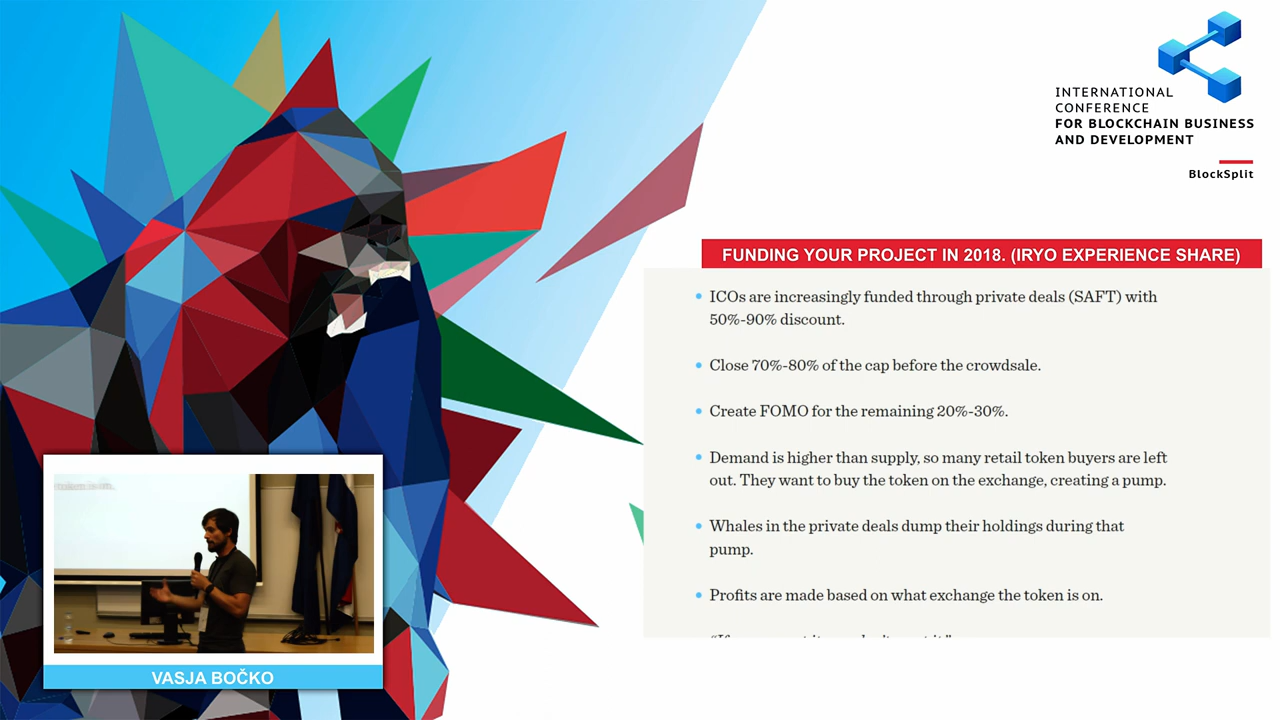 INTERNATIONAL
CONFERENCE
FOR BLOCKCHAIN BUSINESS
AND DEVELOPMENT
BlockSplit
FUNDING YOUR PROJECT IN 2018. (IRYO EXPERIENCE SHARE)
• ICOs are increasingly funded through private deals (SAFT) with
50%-90% discount.
• Close 70%-80% of the cap before the crowdsale.
• Create FOMO for the remaining 20%-30%.
• Demand is higher than supply, so many retail token buyers are left
out. They want to buy the token on the exchange, creating a pump.
• Whales in the private deals dump their holdings during that
pump.
• Profits are made based on what exchange the token is on.
VASJA BOČKO